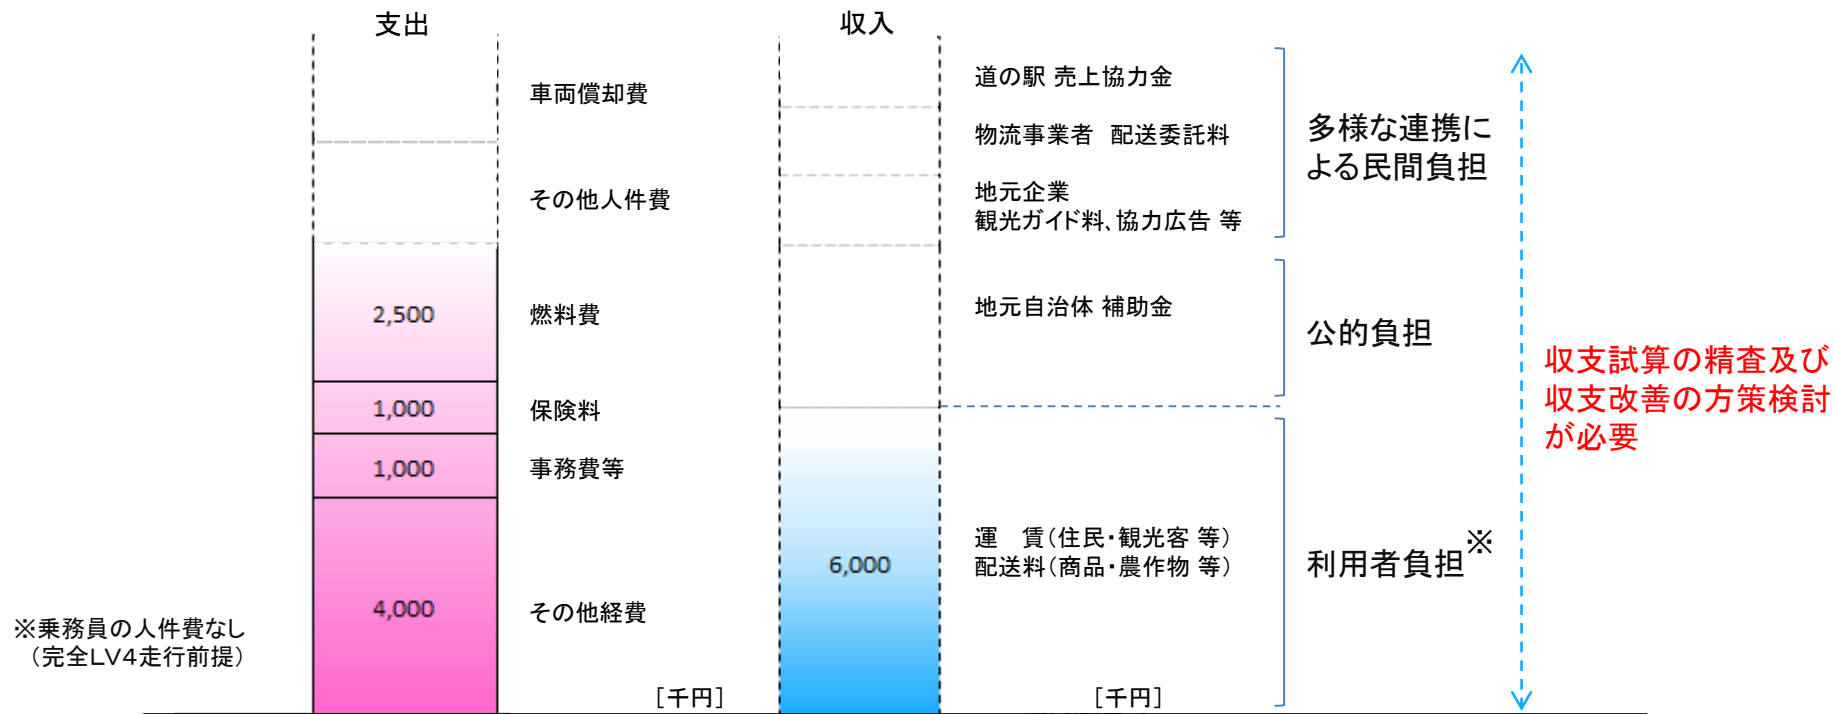 支出
車両償却費
その他人件費
2,500
燃料費
1,000
保険料
1,000
事務費等
4,000
その他経費
※乗務員の人件費なし
（完全LV4走行前提）
［千円］
収入
道の駅 売上協力金
物流事業者　配送委託料
地元企業
観光ガイド料、協力広告 等
地元自治体 補助金
6,000
運　賃（住民・観光客 等）
配送料（商品・農作物 等）
［千円］
多様な連携に
よる民間負担
公的負担
利用者負担※
収支試算の精査及び
収支改善の方策検討
が必要